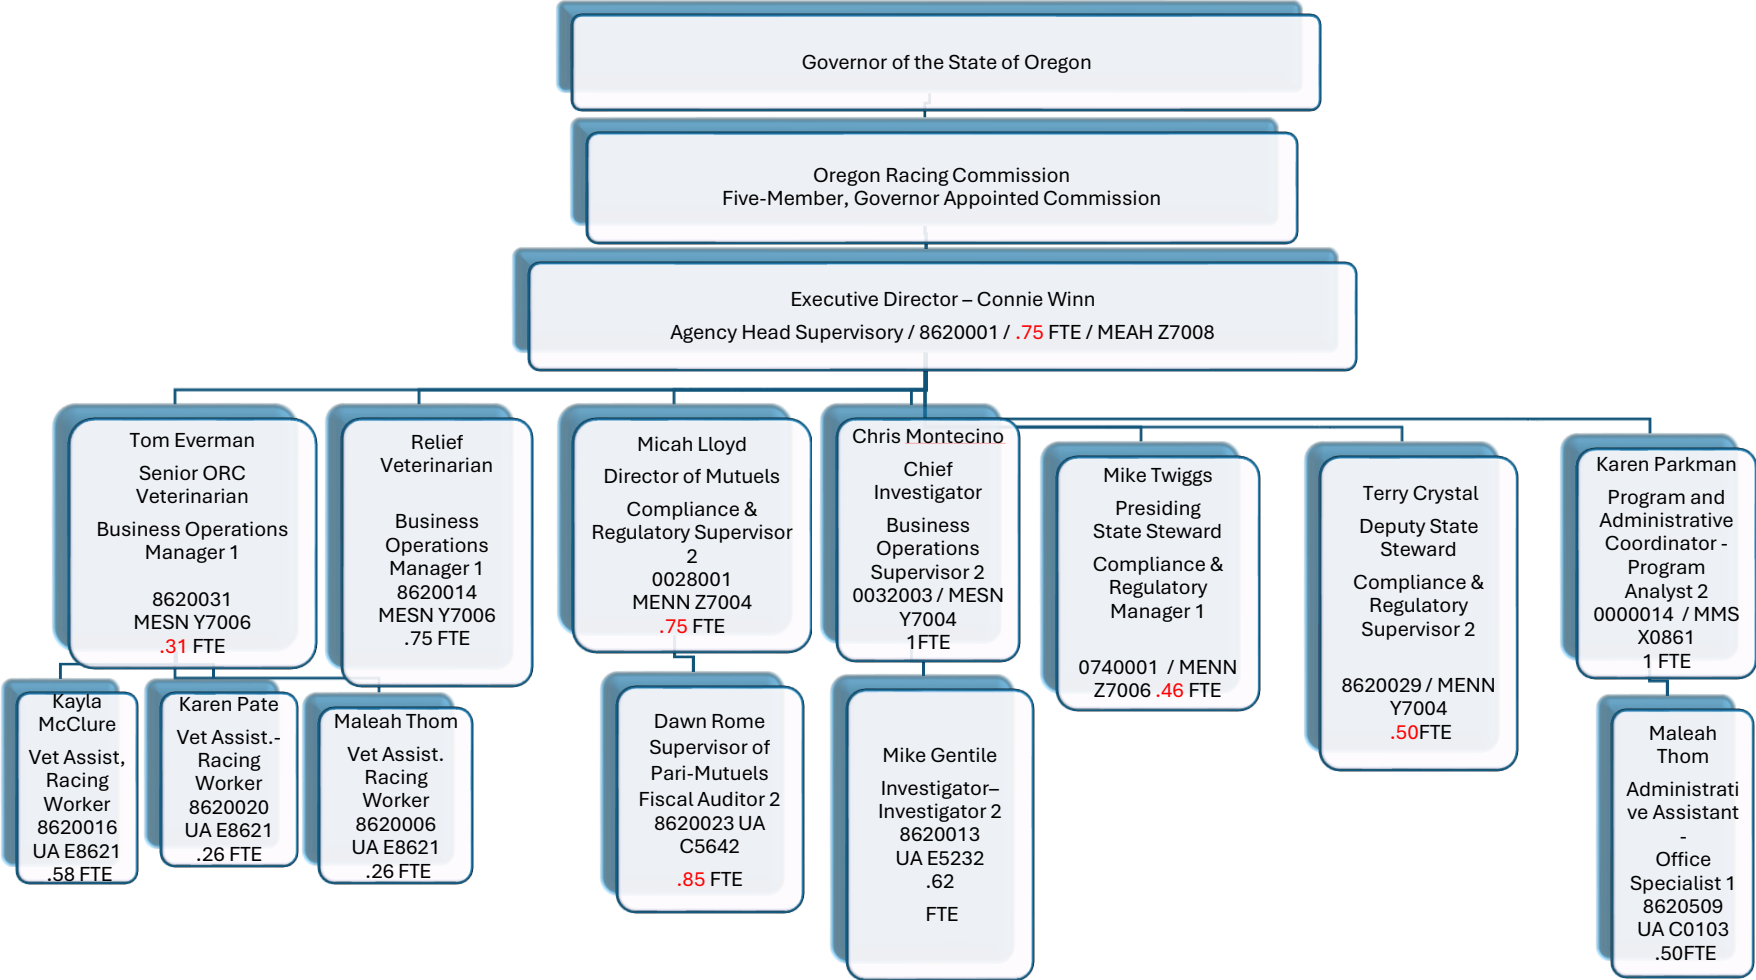 Governor of the State of Oregon
Oregon Racing Commission
Five-Member, Governor Appointed Commission
Executive Director – Connie Winn
Agency Head Supervisory / 8620001 / .75 FTE / MEAH Z7008
Tom Everman
Senior ORC
Veterinarian
Business Operations
Manager 1
8620031
MESN Y7006
.31 FTE
Relief
Veterinarian
Business
Operations
Manager 1
8620014
MESN Y7006
.75 FTE
Micah Lloyd
Director of Mutuels
Compliance &
Regulatory Supervisor
2
0028001
MENN Z7004
.75 FTE
Chris Montecino
Chief
Investigator
Business
Operations
Supervisor 2
0032003 / MESN
Y7004
1FTE
Mike Twiggs
Presiding
State Steward
Compliance &
Regulatory
Manager 1
0740001 / MENN
Z7006 .46 FTE
Terry Crystal
Deputy State
Steward
Compliance &
Regulatory
Supervisor 2
8620029 / MENN
Y7004
.50FTE
Karen Parkman
Program and
Administrative
Coordinator -
Program
Analyst 2
0000014 / MMS
X0861
1 FTE
Kayla
McClure
Vet Assist,
Racing
Worker
8620016
UA E8621
.58 FTE
Karen Pate
Vet Assist.-
Racing
Worker
8620020
UA E8621
.26 FTE
Maleah Thom
Vet Assist.
Racing
Worker
8620006
UA E8621
.26 FTE
Dawn Rome
Supervisor of
Pari-Mutuels
Fiscal Auditor 2
8620023 UA
C5642
.85 FTE
Mike Gentile
Investigator–
Investigator 2
8620013
UA E5232
.62
FTE
Maleah
Thom
Administrati
ve Assistant
-
Office
Specialist 1
8620509
UA C0103
.50FTE